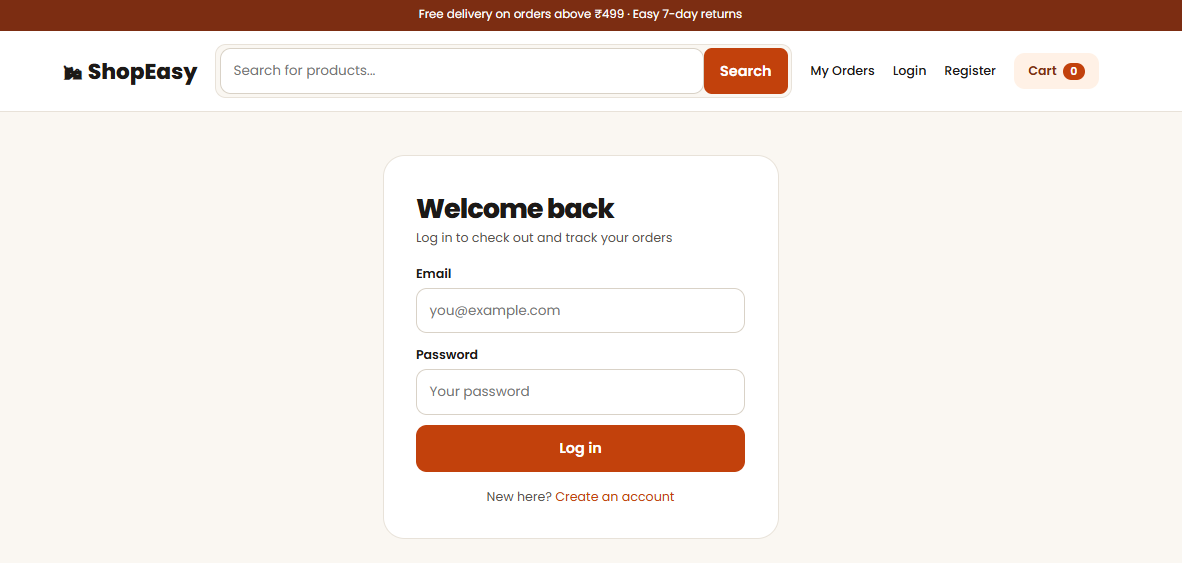 Free delivery on orders above ₹499 · Easy 7-day returns
ShopEasy
Search for products...
Search
My Orders
Login
Register
Cart 0
Welcome back
Log in to check out and track your orders
Email
you@example.com
Password
Your password
Log in
New here? Create an account